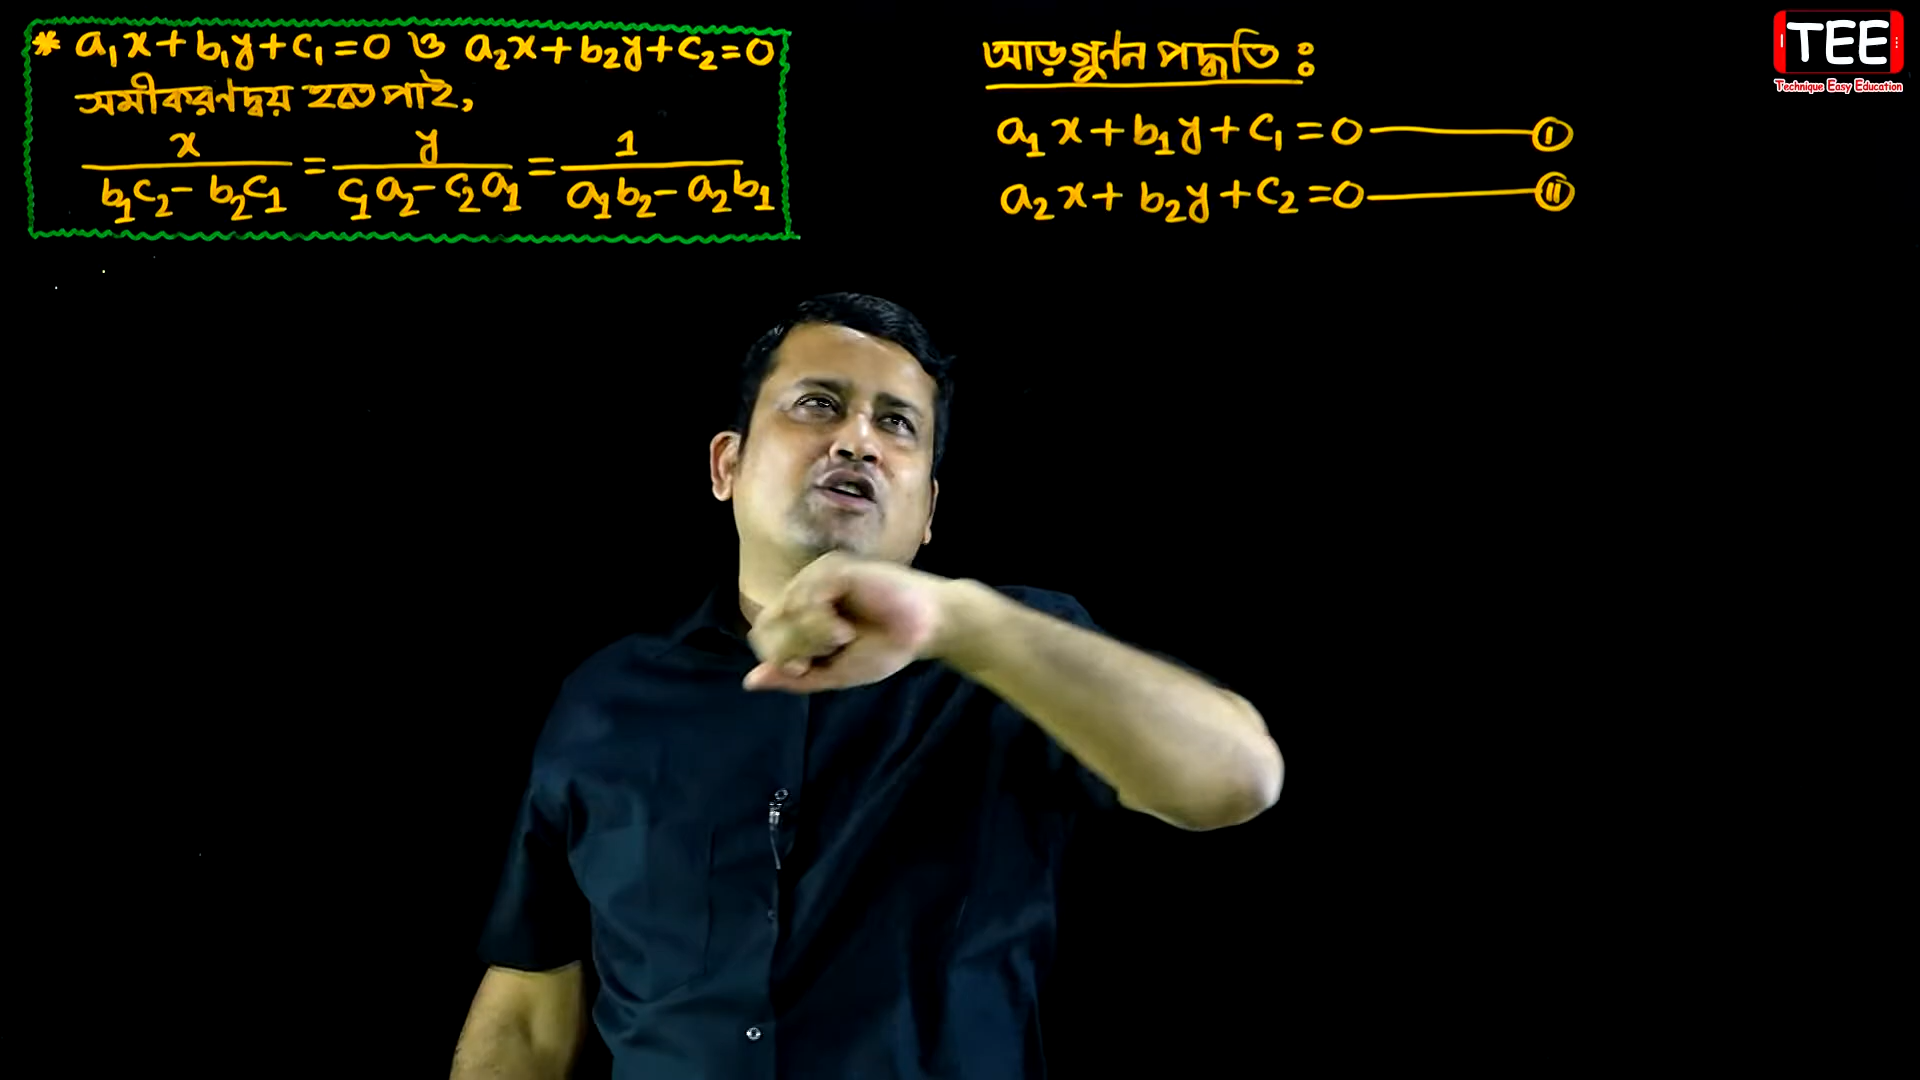 * a₁x + b₁y + c₁ = 0 ও a₂x + b₂y + c₂ = 0
সমীকরণদ্বয় হতে পাই,
x/(b₁c₂ - b₂c₁) = y/(c₁a₂ - c₂a₁) = 1/(a₁b₂ - a₂b₁)
আড়গুনন পদ্ধতি :
a₁x + b₁y + c₁ = 0 ——— (i)
a₂x + b₂y + c₂ = 0 ——— (ii)
TEE
Technique Easy Education